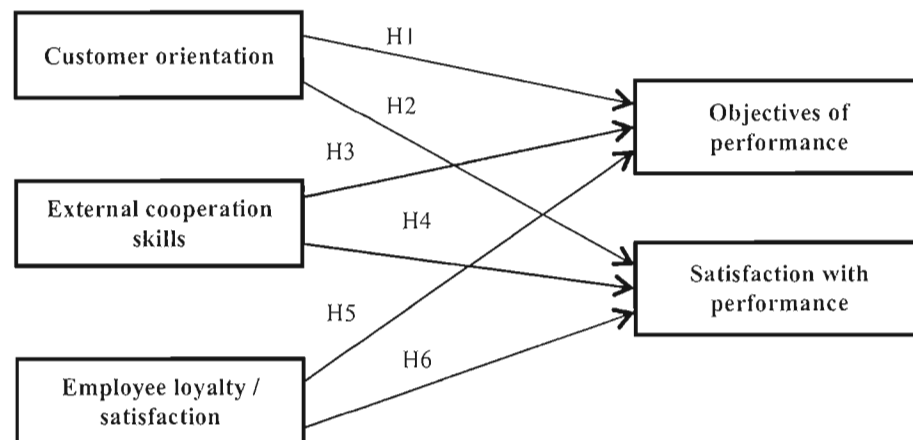 H1
Customer orientation
Objectives of
performance
H2
H3
External cooperation
skills
H4
Satisfaction with
performance
H5
H6
Employee loyalty /
satisfaction